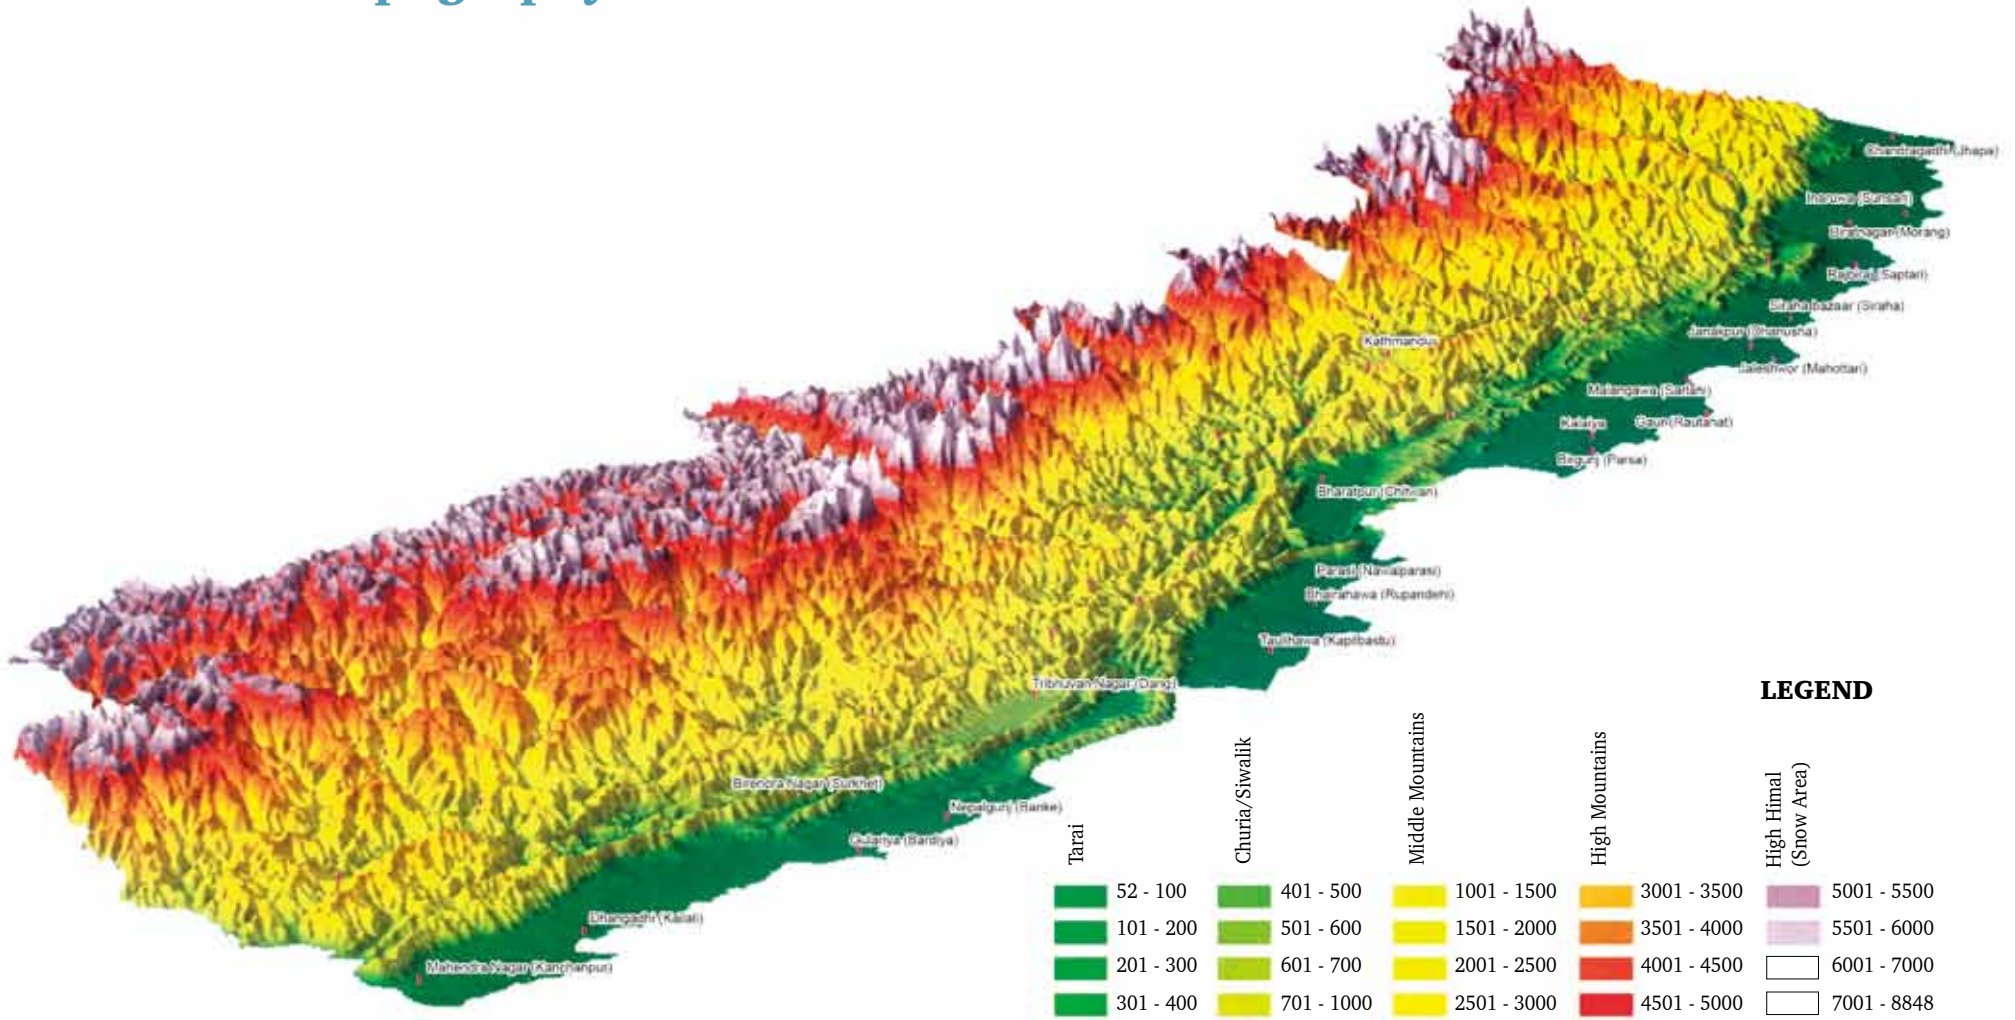 Chandragadhi (Jhapa)
Inaruwa (Sunsari)
Biratnagar (Morang)
Rajbiraj (Saptari)
Siraha bazaar (Siraha)
Janakpur (Dhanusha)
Kathmandu
Jaleshwor (Mahottari)
Malangawa (Sarlahi)
Kalaiya
Gaur (Rautahat)
Birgunj (Parsa)
Bharatpur (Chitwan)
Parasi (Nawalparasi)
Bhairahawa (Rupandehi)
Taulihawa (Kapilbastu)
Tribhuvan Nagar (Dang)
Birendra Nagar (Surkhet)
Nepalgunj (Banke)
Gulariya (Bardiya)
Dhangadhi (Kailali)
Mahendra Nagar (Kanchanpur)
LEGEND
Tarai
Churia/Siwalik
Middle Mountains
High Mountains
High Himal
(Snow Area)
52 - 100 401 - 500 1001 - 1500 3001 - 3500 5001 - 5500
101 - 200 501 - 600 1501 - 2000 3501 - 4000 5501 - 6000
201 - 300 601 - 700 2001 - 2500 4001 - 4500 6001 - 7000
301 - 400 701 - 1000 2501 - 3000 4501 - 5000 7001 - 8848